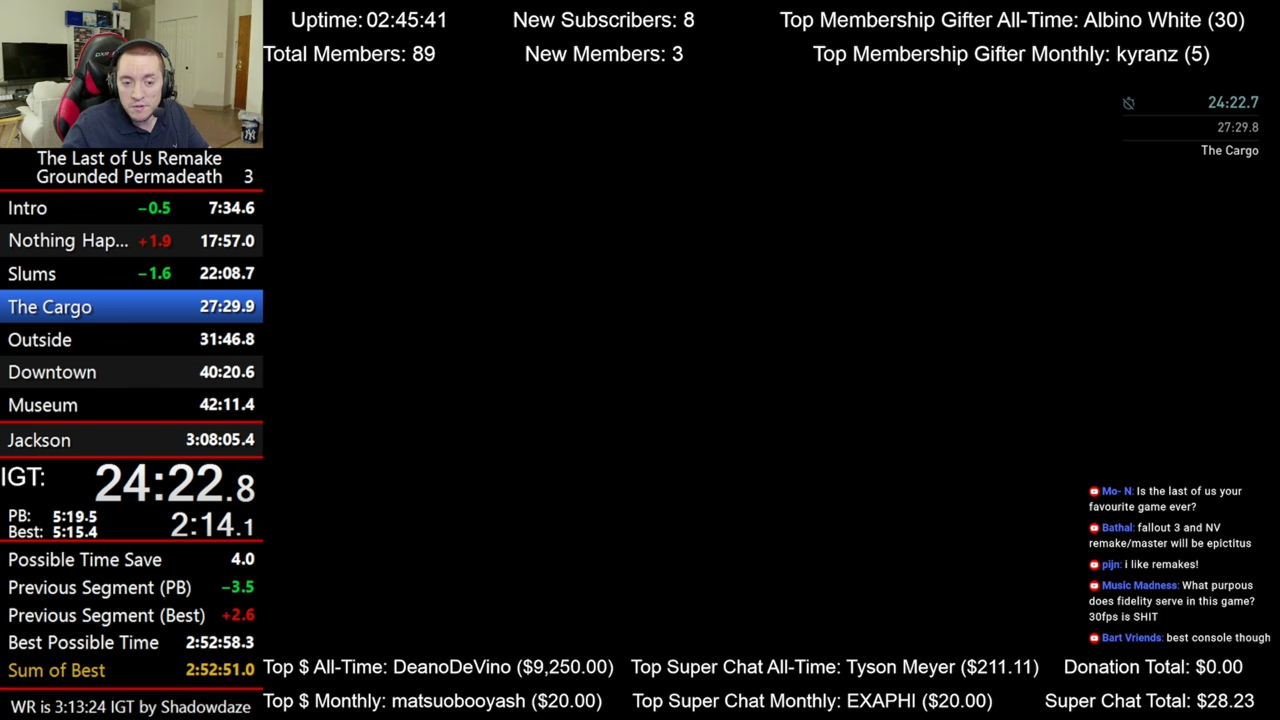 Uptime: 02:45:41
New Subscribers: 8
Top Membership Gifter All-Time: Albino White (30)
Total Members: 89
New Members: 3
Top Membership Gifter Monthly: kyranz (5)
24:22.7
27:29.8
The Cargo
The Last of Us Remake
Grounded Permadeath 3
Intro −0.5 7:34.6
Nothing Hap... +1.9 17:57.0
Slums −1.6 22:08.7
The Cargo 27:29.9
Outside 31:46.8
Downtown 40:20.6
Museum 42:11.4
Jackson 3:08:05.4
IGT: 24:22.8
PB: 5:19.5
Best: 5:15.4
2:14.1
Possible Time Save 4.0
Previous Segment (PB) −3.5
Previous Segment (Best) +2.6
Best Possible Time 2:52:58.3
Sum of Best 2:52:51.0
WR is 3:13:24 IGT by Shadowdaze
Mo- N: Is the last of us your
favourite game ever?
Bathal: fallout 3 and NV
remake/master will be epictitus
pijn: i like remakes!
Music Madness: What purpous
does fidelity serve in this game?
30fps is SHIT
Bart Vriends: best console though
Top $ All-Time: DeanoDeVino ($9,250.00)
Top Super Chat All-Time: Tyson Meyer ($211.11)
Donation Total: $0.00
Top $ Monthly: matsuobooyash ($20.00)
Top Super Chat Monthly: EXAPHI ($20.00)
Super Chat Total: $28.23